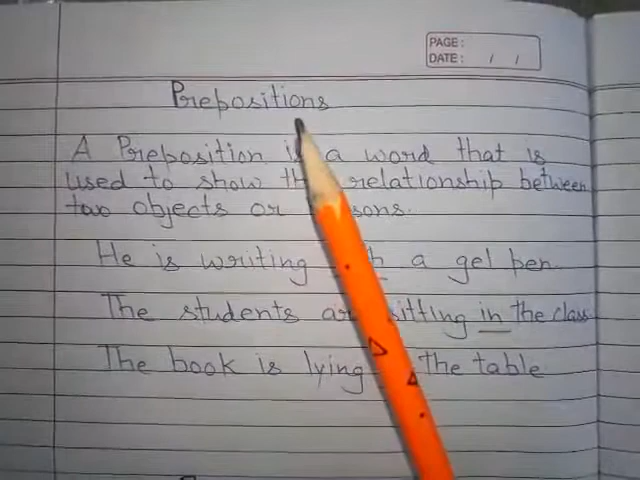 PAGE:
DATE: / /
Prepositions
A Preposition is a word that is
used to show the relationship between
two objects or sons.
He is writing h a gel pen.
The students ar sitting in the class
The book is lying the table